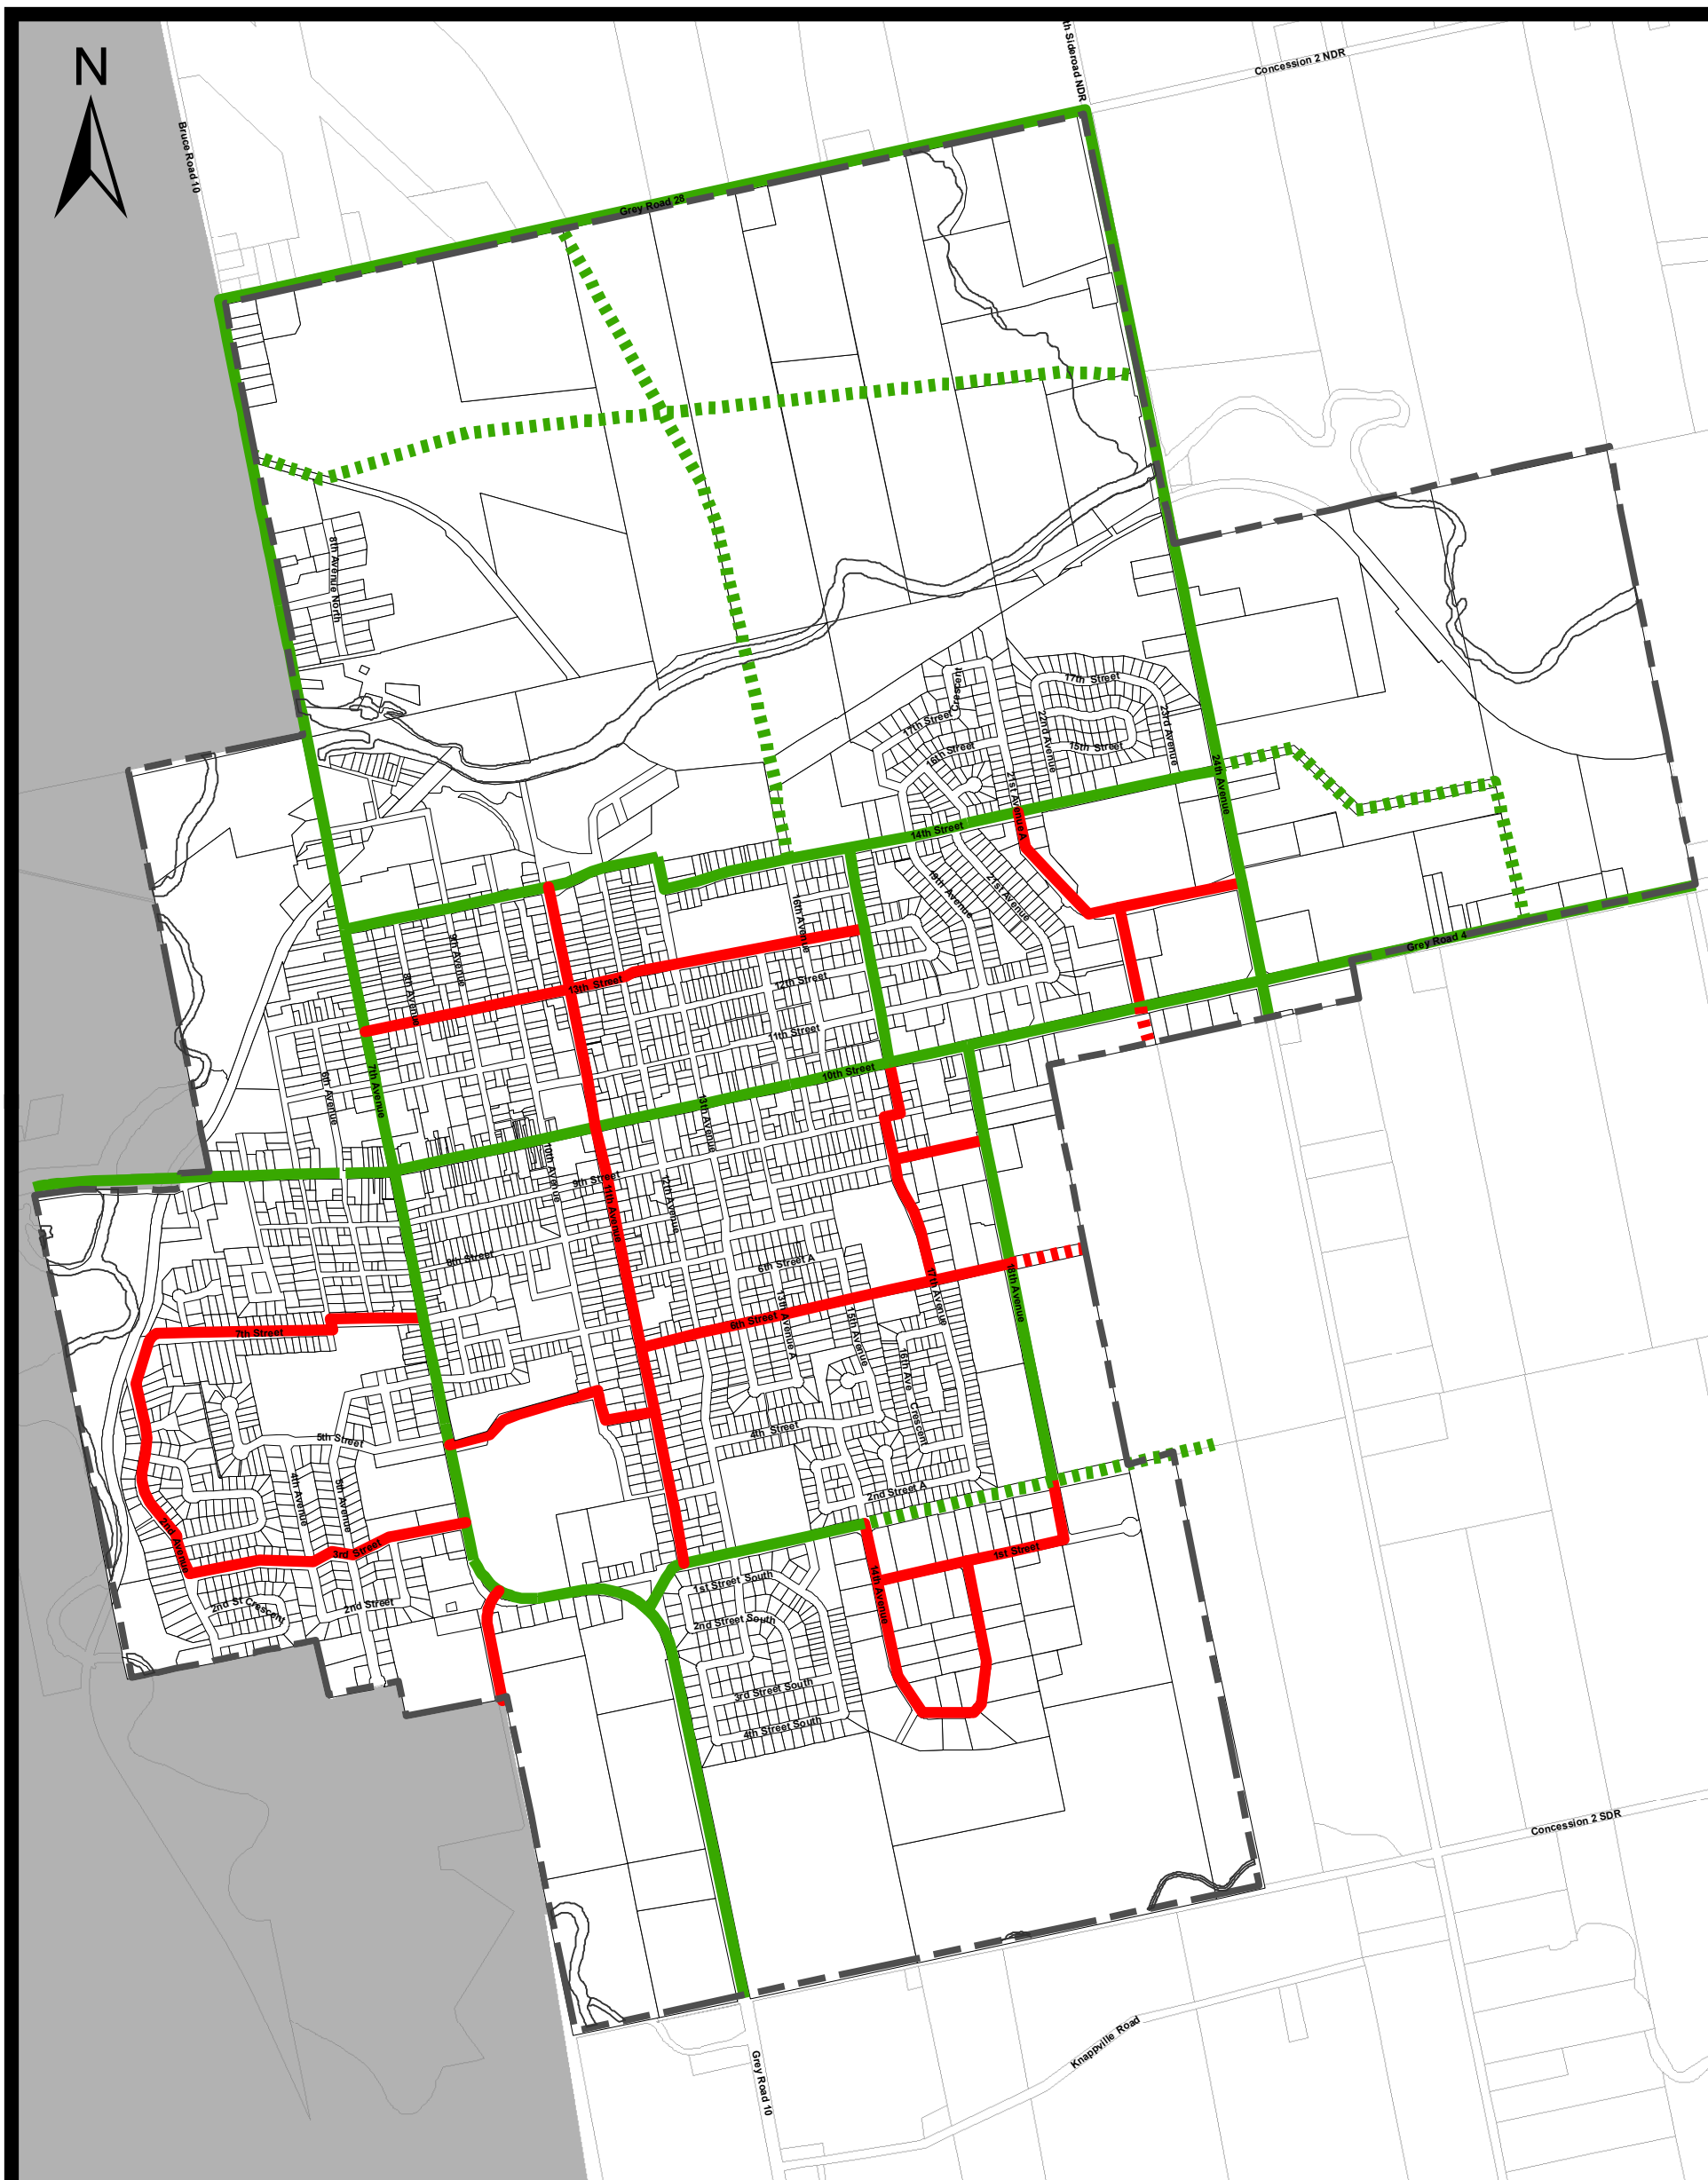 N
th Sideroad NDR
Concession 2 NDR
Bruce Road 10
Grey Road 28
8th Avenue North
17th Street
Crescent
17th Street
22nd Avenue
23rd Avenue
16th Street
15th Street
21st Avenue A
24th Avenue
14th Street
19th Avenue
21st Avenue
16th Avenue
9th Avenue
8th Avenue
Grey Road 4
13th Street
12th Street
11th Street
10th Street
7th Avenue
6th Avenue
13th Avenue
10th Avenue
9th Street
11th Avenue
12th Avenue
8th Street
6th Street A
18th Avenue
17th Avenue
7th Street
6th Street
13th Avenue A
15th Avenue
16th Ave Crescent
4th Street
5th Street
4th Avenue
5th Avenue
2nd Street A
2nd Avenue
3rd Street
1st Street
14th Avenue
1st Street South
2nd St Crescent
2nd Street
2nd Street South
3rd Street South
4th Street South
Concession 2 SDR
Knappville Road
Grey Road 10